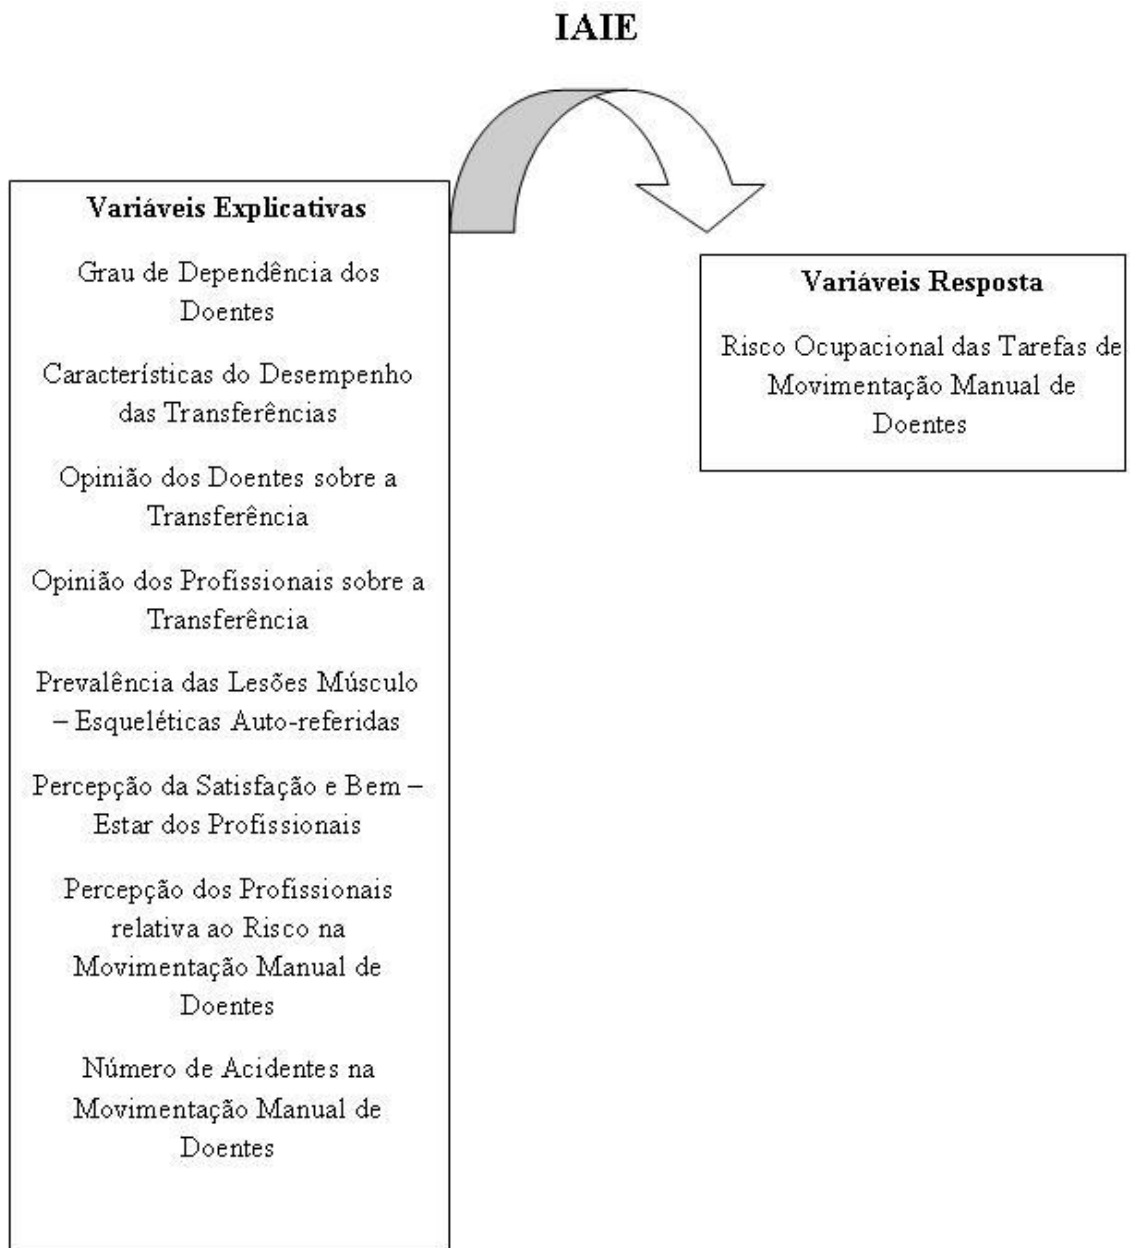 IAIE
Variáveis Explicativas
Grau de Dependência dos
Doentes
Características do Desempenho
das Transferências
Opinião dos Doentes sobre a
Transferência
Opinião dos Profissionais sobre a
Transferência
Prevalência das Lesões Músculo
– Esqueléticas Auto-referidas
Percepção da Satisfação e Bem –
Estar dos Profissionais
Percepção dos Profissionais
relativa ao Risco na
Movimentação Manual de
Doentes
Número de Acidentes na
Movimentação Manual de
Doentes
Variáveis Resposta
Risco Ocupacional das Tarefas de
Movimentação Manual de
Doentes